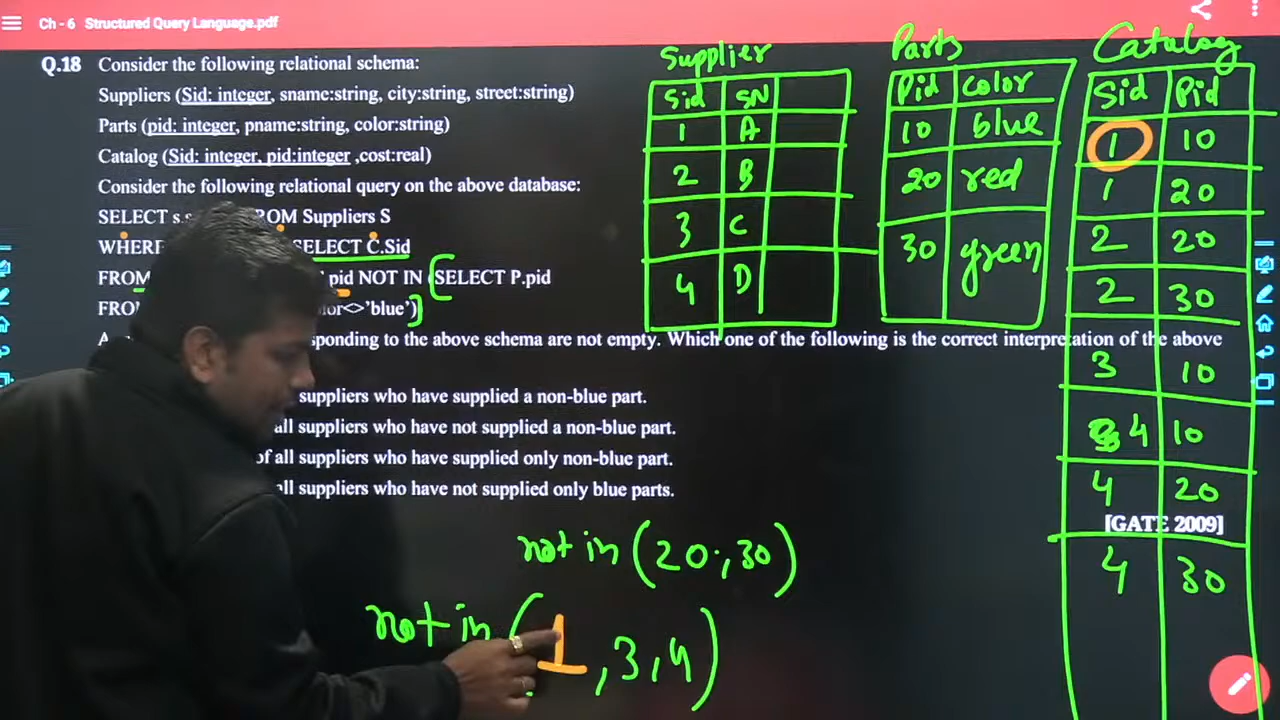 Ch - 6 Structured Query Language.pdf
Q.18 Consider the following relational schema:
Suppliers (Sid: integer, sname:string, city:string, street:string)
Parts (pid: integer, pname:string, color:string)
Catalog (Sid: integer, pid:integer ,cost:real)
Consider the following relational query on the above database:
SELECT s.s ROM Suppliers S
WHERE SELECT C.Sid
FROM pid NOT IN (SELECT P.pid
FRO lor<>'blue')
A sponding to the above schema are not empty. Which one of the following is the correct interpretation of the above
suppliers who have supplied a non-blue part.
all suppliers who have not supplied a non-blue part.
of all suppliers who have supplied only non-blue part.
all suppliers who have not supplied only blue parts.
[GATE 2009]
Supplier
Sid SN
1 A
2 B
3 C
4 D
Parts
Pid color
10 blue
20 red
30 green
Catalog
Sid Pid
1 10
1 20
2 20
2 30
3 10
4 10
4 20
4 30
not in (20, 30)
not in (1, 3, 4)